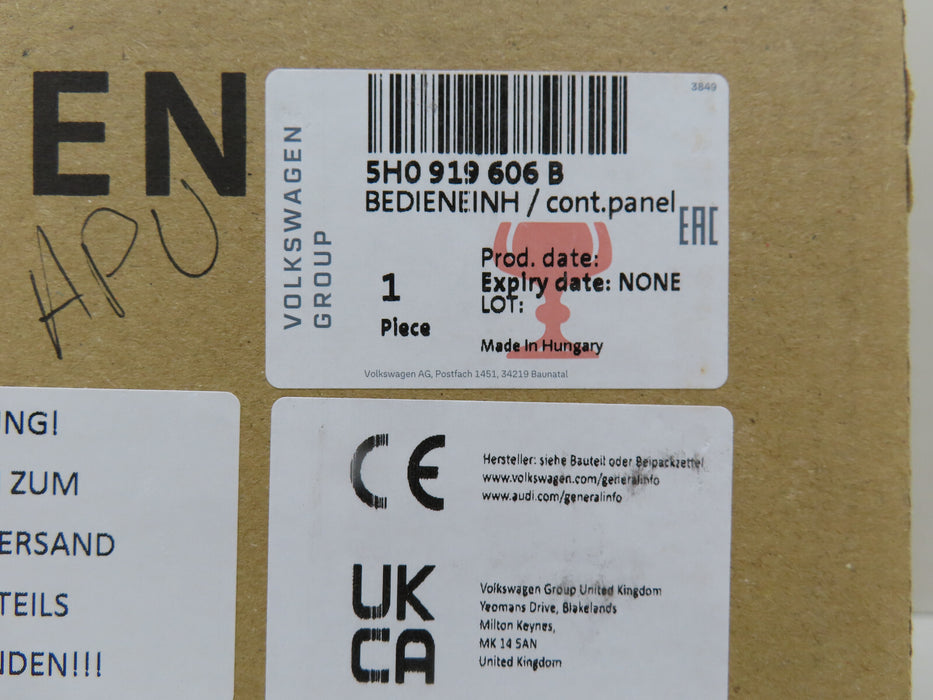 EN
APU
VOLKSWAGEN
GROUP
3849
5H0 919 606 B
BEDIENEINH / cont.panel
EAC
Prod. date:
Expiry date: NONE
LOT:
1
Piece
Made In Hungary
Volkswagen AG, Postfach 1451, 34219 Baunatal
UNG!
ZUM
ERSAND
TEILS
NDEN!!!
CE
Hersteller: siehe Bauteil oder Beipackzettel
www.volkswagen.com/generalinfo
www.audi.com/generalinfo
UK
CA
Volkswagen Group United Kingdom
Yeomans Drive, Blakelands
Milton Keynes,
MK 14 5AN
United Kingdom